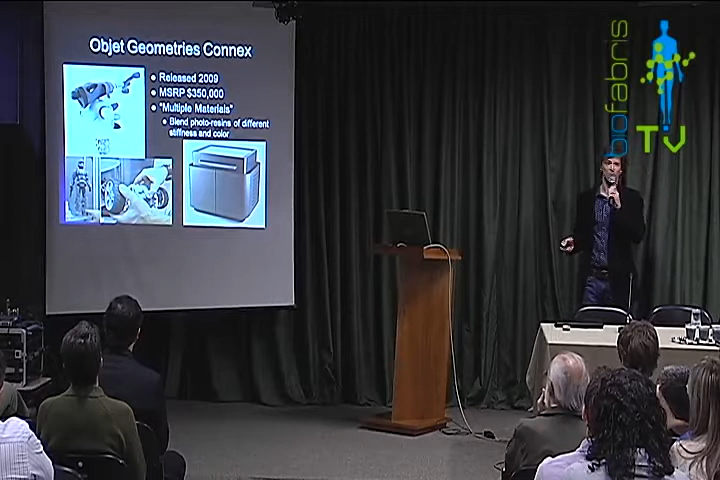 Objet Geometries Connex
Released 2009
MSRP $350,000
"Multiple Materials"
Blend photo-resins of different
stiffness and color
biofabris
TV